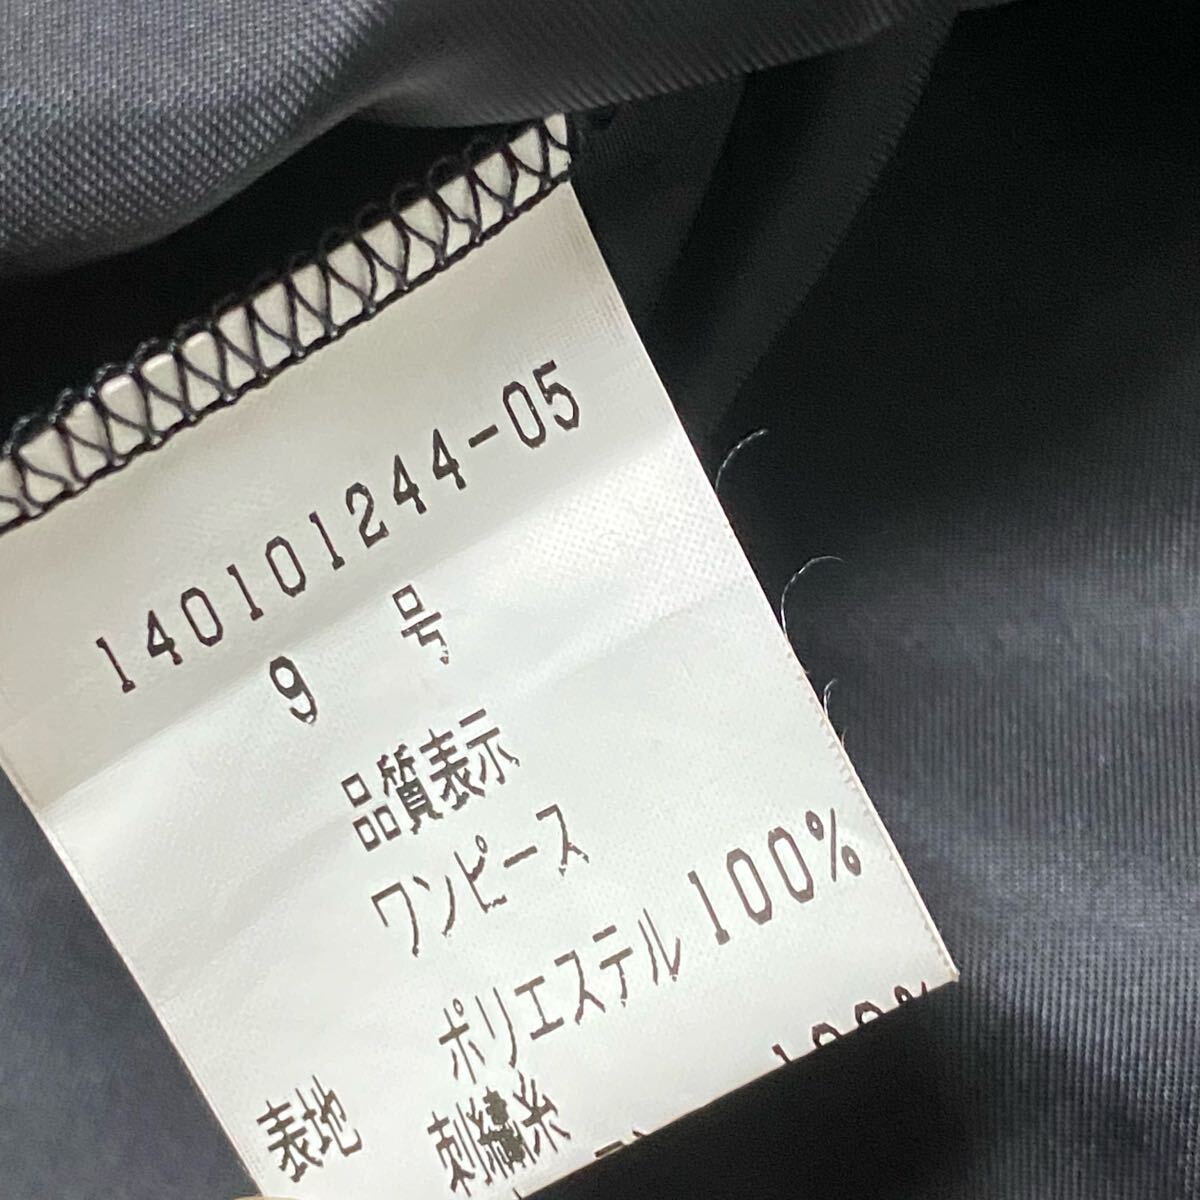 140101244-05
9 号
品質表示
ワンピース
表地 ポリエステル 100%
刺繍糸